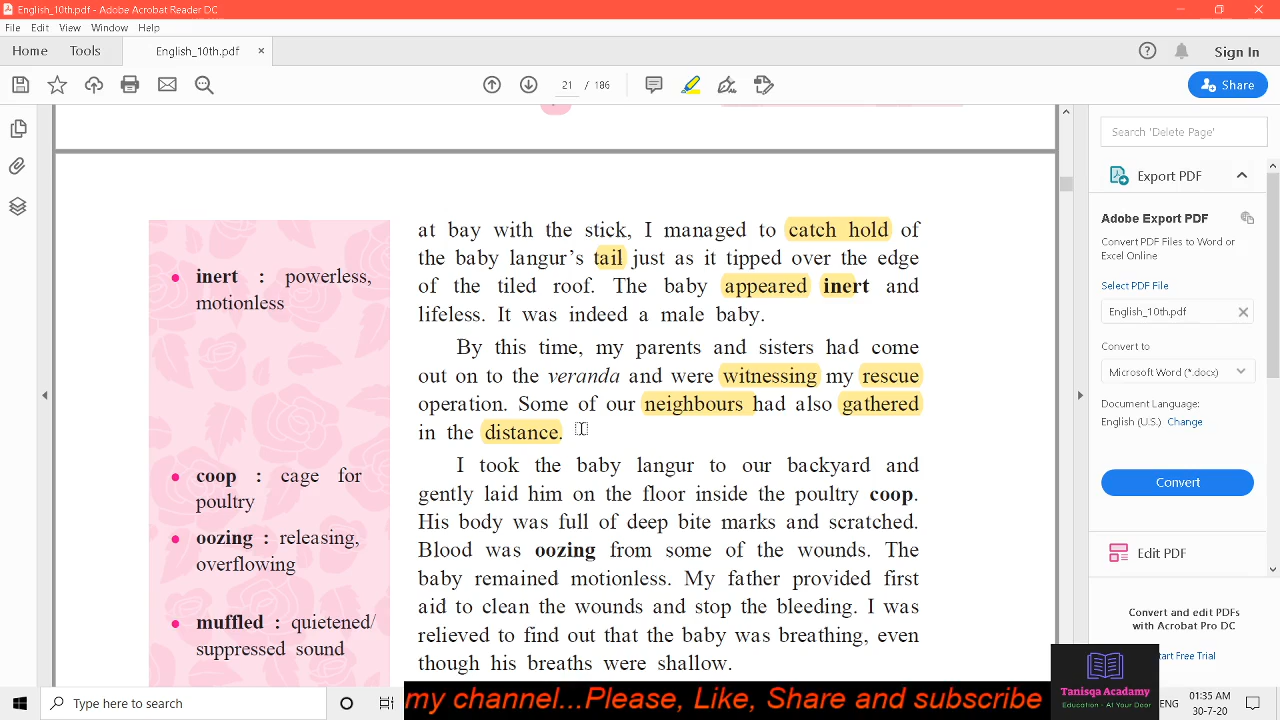 English_10th.pdf - Adobe Acrobat Reader DC
File Edit View Window Help
Home Tools English_10th.pdf × Sign In
21 / 186 Share
Search 'Delete Page'
Export PDF
Adobe Export PDF
Convert PDF Files to Word or
Excel Online
Select PDF File
English_10th.pdf
Convert to
Microsoft Word (*.docx)
Document Language:
English (U.S.) Change
Convert
Edit PDF
Convert and edit PDFs
with Acrobat Pro DC
Start Free Trial
inert : powerless,
motionless
coop : cage for
poultry
oozing : releasing,
overflowing
muffled : quietened/
suppressed sound
at bay with the stick, I managed to catch hold of
the baby langur's tail just as it tipped over the edge
of the tiled roof. The baby appeared inert and
lifeless. It was indeed a male baby.
By this time, my parents and sisters had come
out on to the veranda and were witnessing my rescue
operation. Some of our neighbours had also gathered
in the distance.
I took the baby langur to our backyard and
gently laid him on the floor inside the poultry coop.
His body was full of deep bite marks and scratched.
Blood was oozing from some of the wounds. The
baby remained motionless. My father provided first
aid to clean the wounds and stop the bleeding. I was
relieved to find out that the baby was breathing, even
though his breaths were shallow.
Tanisqa Acadamy
Education - At Your Door
my channel...Please, Like, Share and subscribe
Type here to search
ENG
01:35 AM
30-7-20